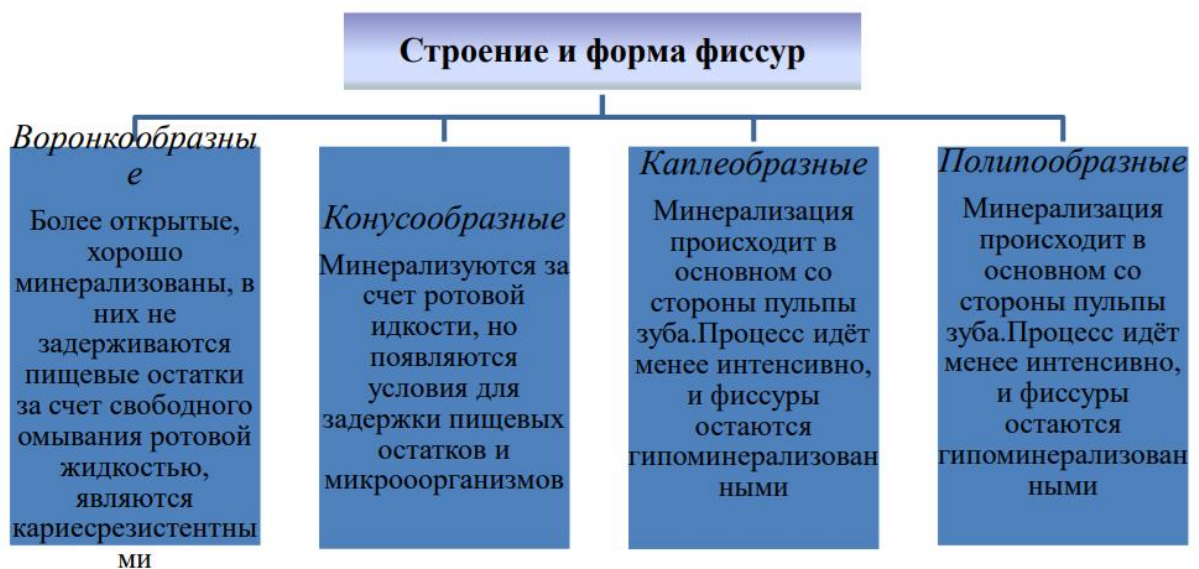 Строение и форма фиссур
Воронкообразны
е
Более открытые,
хорошо
минерализованы, в
них не
задерживаются
пищевые остатки
за счет свободного
омывания ротовой
жидкостью,
являются
кариесрезистентны
ми
Конусообразные
Минерализуются за
счет ротовой
идкости, но
появляются
условия для
задержки пищевых
остатков и
микрооорганизмов
Каплеобразные
Минерализация
происходит в
основном со
стороны пульпы
зуба.Процесс идёт
менее интенсивно,
и фиссуры
остаются
гипоминерализован
ными
Полипообразные
Минерализация
происходит в
основном со
стороны пульпы
зуба.Процесс идёт
менее интенсивно,
и фиссуры
остаются
гипоминерализован
ными